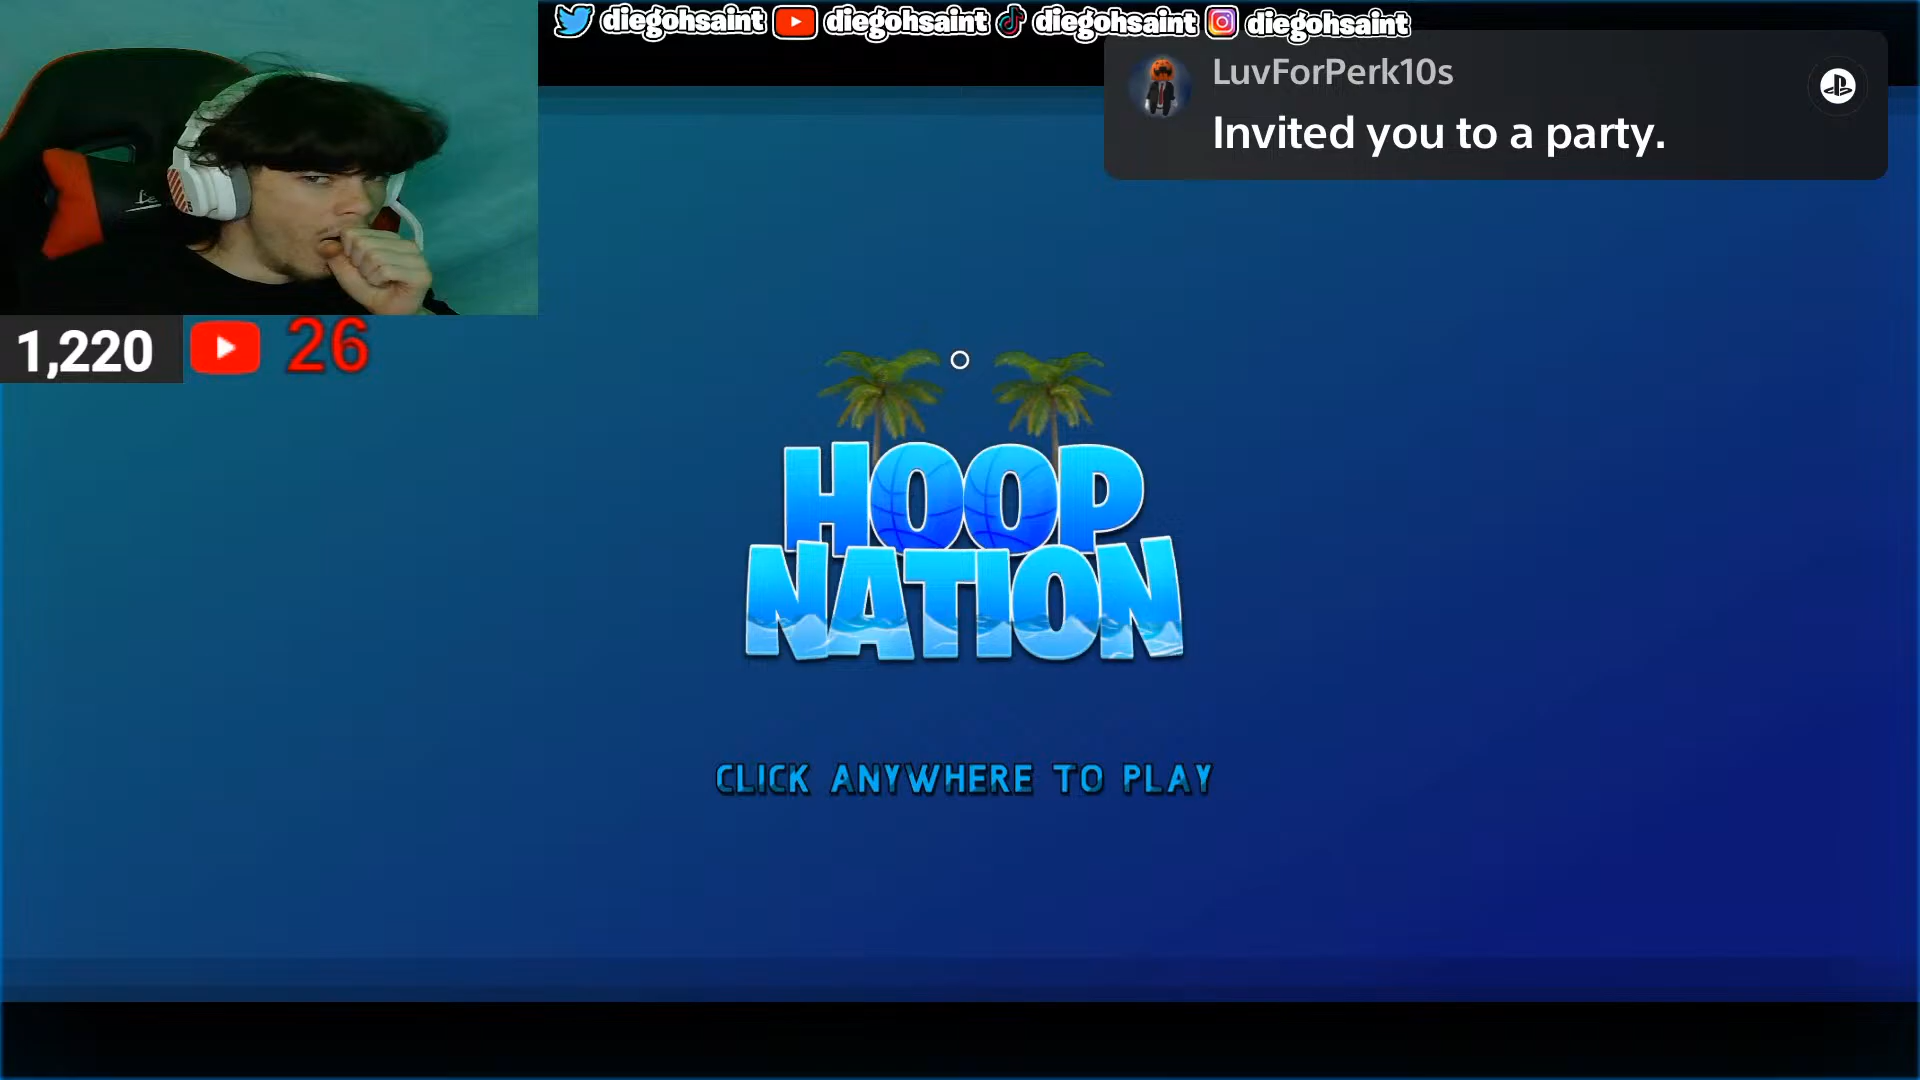 diegohsaint diegohsaint diegohsaint diegohsaint
LuvForPerk10s
Invited you to a party.
1,220 26
HOOP
NATION
CLICK ANYWHERE TO PLAY